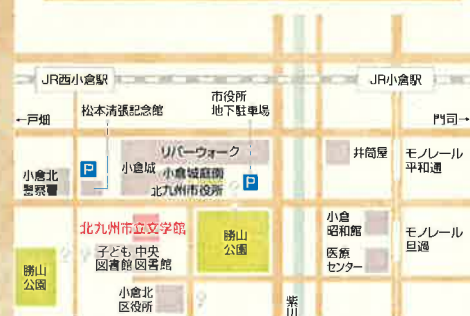 JR西小倉駅
JR小倉駅
松本清張記念館
市役所
地下駐車場
←戸畑
門司→
リバーウォーク
井筒屋
モノレール
平和通
小倉北
警察署
P
小倉城
小倉城庭園
P
北九州市役所
北九州市立文学館
勝山
公園
小倉
昭和館
モノレール
旦過
子ども 中央
図書館 図書館
医療
センター
勝山
公園
小倉北
区役所
紫川